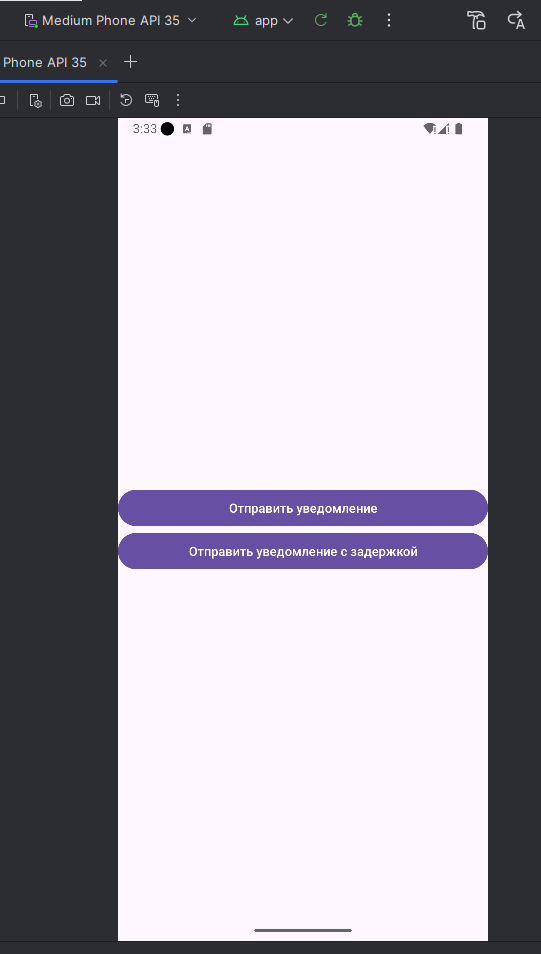 Medium Phone API 35
app
Phone API 35
3:33
Отправить уведомление
Отправить уведомление с задержкой